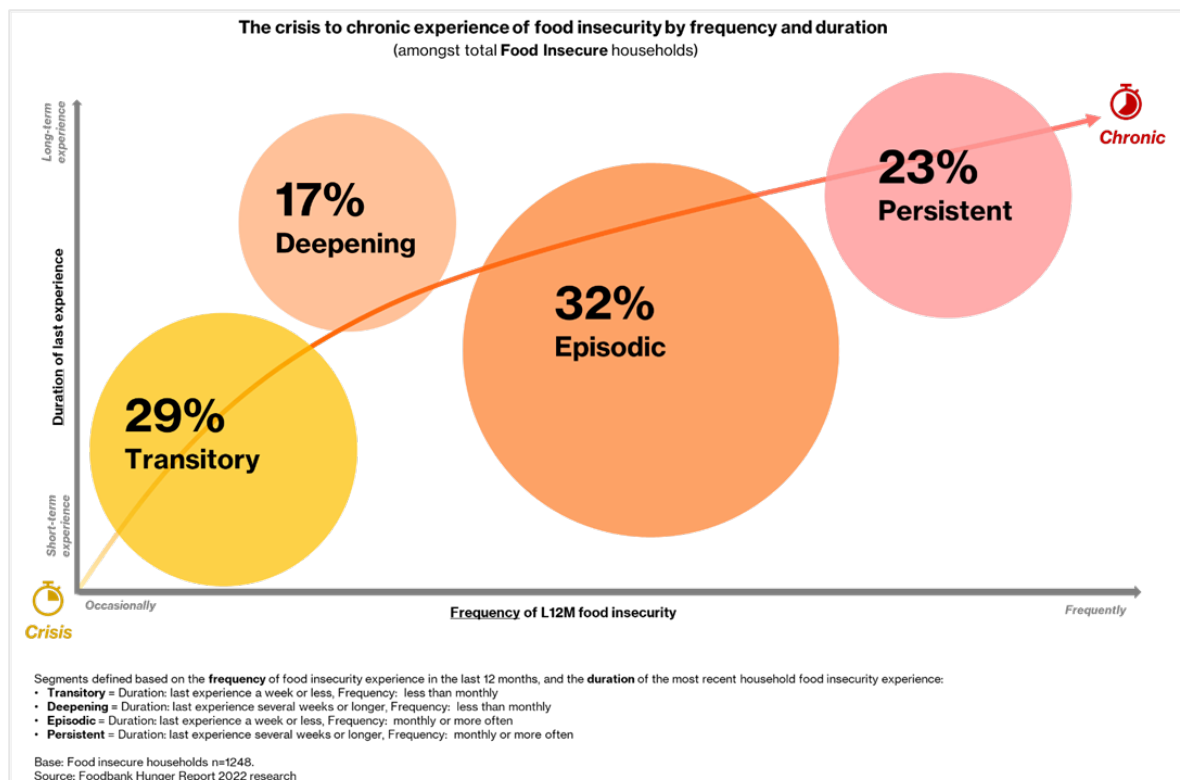 The crisis to chronic experience of food insecurity by frequency and duration
(amongst total Food Insecure households)
Long-term
experience
Chronic
23%
Persistent
17%
Deepening
Duration of last experience
32%
Episodic
29%
Transitory
Short-term
experience
Crisis
Occasionally
Frequency of L12M food insecurity
Frequently
Segments defined based on the frequency of food insecurity experience in the last 12 months, and the duration of the most recent household food insecurity experience:
• Transitory = Duration: last experience a week or less, Frequency: less than monthly
• Deepening = Duration: last experience several weeks or longer, Frequency: less than monthly
• Episodic = Duration: last experience a week or less, Frequency: monthly or more often
• Persistent = Duration: last experience several weeks or longer, Frequency: monthly or more often
Base: Food insecure households n=1248.
Source: Foodbank Hunger Report 2022 research